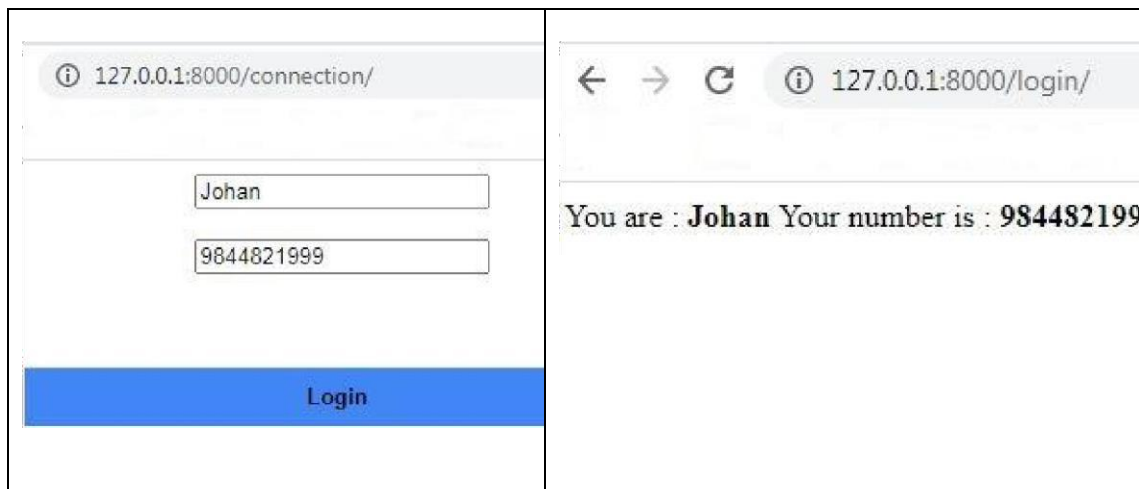 127.0.0.1:8000/connection/
Johan
9844821999
Login
127.0.0.1:8000/login/
You are : Johan Your number is : 984482199